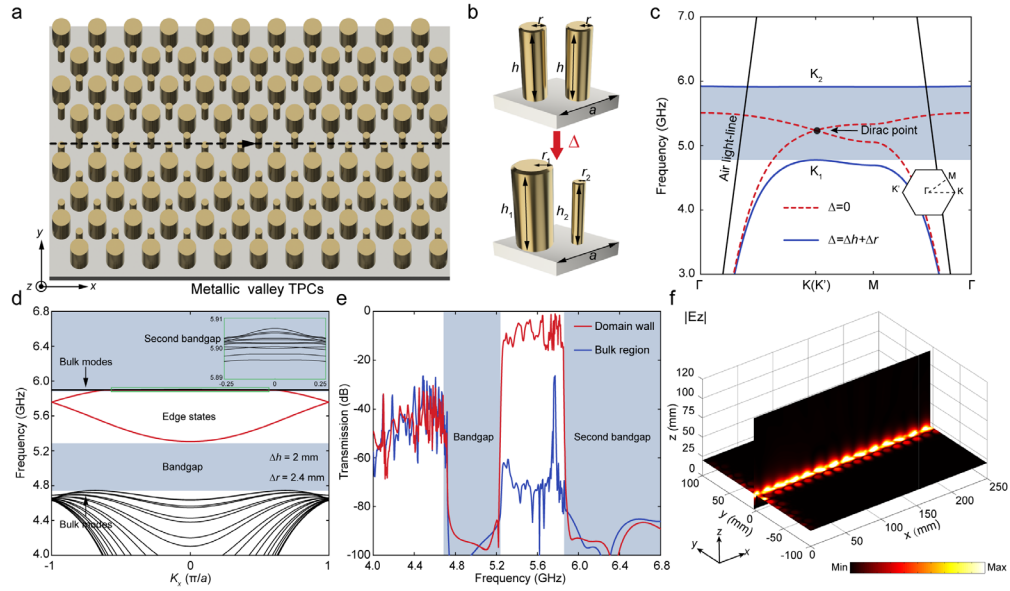 a
y
z
x
Metallic valley TPCs
b
r
r
h
h
a
Δ
r1
r2
h1
h2
a
c
7.0
6.0
5.0
4.0
3.0
Frequency (GHz)
Air light-line
K2
Dirac point
K1
Δ=0
Δ=Δh+Δr
K'
Γ
M
K
Γ
K(K')
M
Γ
d
6.8
6.4
6.0
5.6
5.2
4.8
4.4
4.0
Frequency (GHz)
Second bandgap
5.91
5.90
5.89
-0.25
0
0.25
Bulk modes
Edge states
Bandgap
Δh = 2 mm
Δr = 2.4 mm
Bulk modes
-1
0
1
Kx (π/a)
e
0
-20
-40
-60
-80
-100
Transmission (dB)
Domain wall
Bulk region
Bandgap
Second bandgap
4.0
4.4
4.8
5.2
5.6
6.0
6.4
6.8
Frequency (GHz)
f
|Ez|
120
100
75
50
25
0
z (mm)
100
50
0
-50
-100
y (mm)
0
50
100
150
200
250
x (mm)
z
y
x
Min
Max